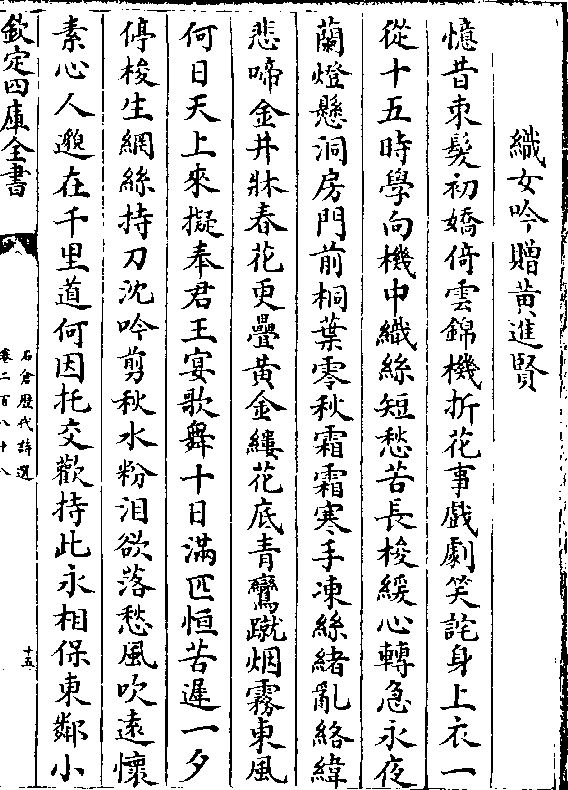 織女吟贈黄進賢
憶昔束髮初嬌倚雲錦機折花事戲劇笑詫身上衣一
從十五時學向機中織絲短愁苦長梭緩心轉急永夜
蘭燈懸洞房門前桐葉零秋霜霜寒手凍絲緒亂絡緯
悲啼金井牀春花更疊黄金縷花底青鸞蹴烟霧東風
何日天上來擬奉君王宴歌舞十日滿匹恒苦遲一夕
停梭生網絲持刀沈吟剪秋水粉泪欲落愁風吹逺懷
素心人邈在千里道何因托交歡持此永相保東鄰小
欽定四庫全書
石倉歴代詩選
卷二百八十八
十五